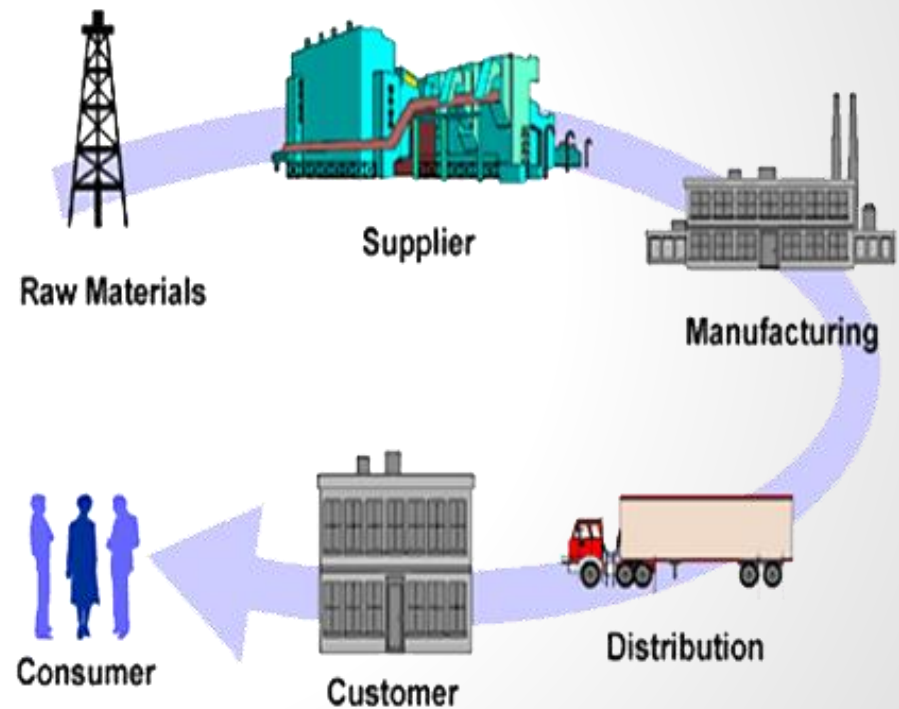 Raw Materials
Supplier
Manufacturing
Distribution
Customer
Consumer